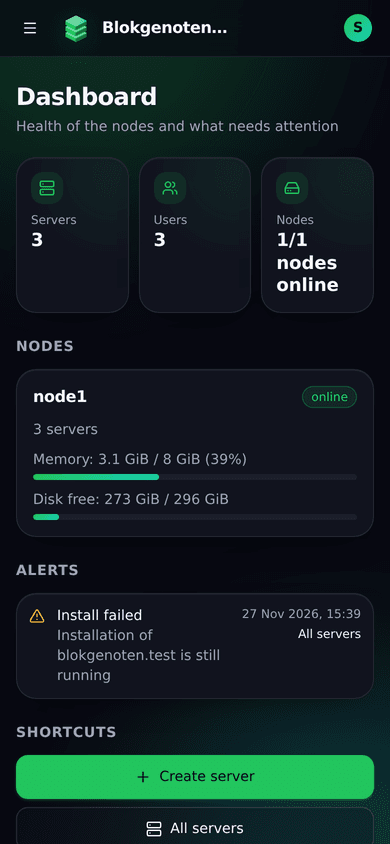 Blokgenoten...
S
Dashboard
Health of the nodes and what needs attention
Servers
3
Users
3
Nodes
1/1
nodes
online
NODES
node1
online
3 servers
Memory: 3.1 GiB / 8 GiB (39%)
Disk free: 273 GiB / 296 GiB
ALERTS
Install failed
27 Nov 2026, 15:39
Installation of
All servers
blokgenoten.test is still
running
SHORTCUTS
Create server
All servers